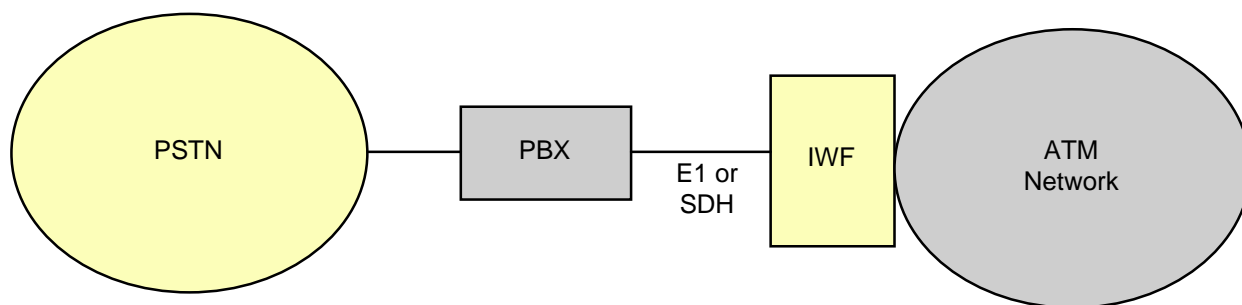 PSTN
PBX
E1 or
SDH
IWF
ATM
Network